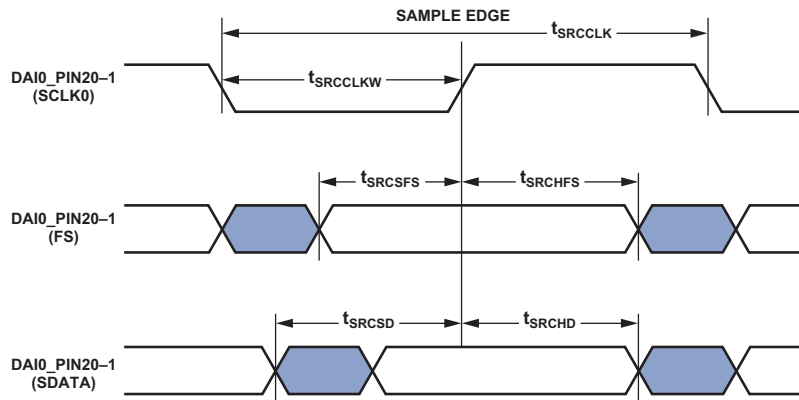 SAMPLE EDGE
tSRCCLK
DAI0_PIN20–1
(SCLK0)
tSRCCLKW
tSRCSFS
tSRCHFS
DAI0_PIN20–1
(FS)
tSRCSD
tSRCHD
DAI0_PIN20–1
(SDATA)